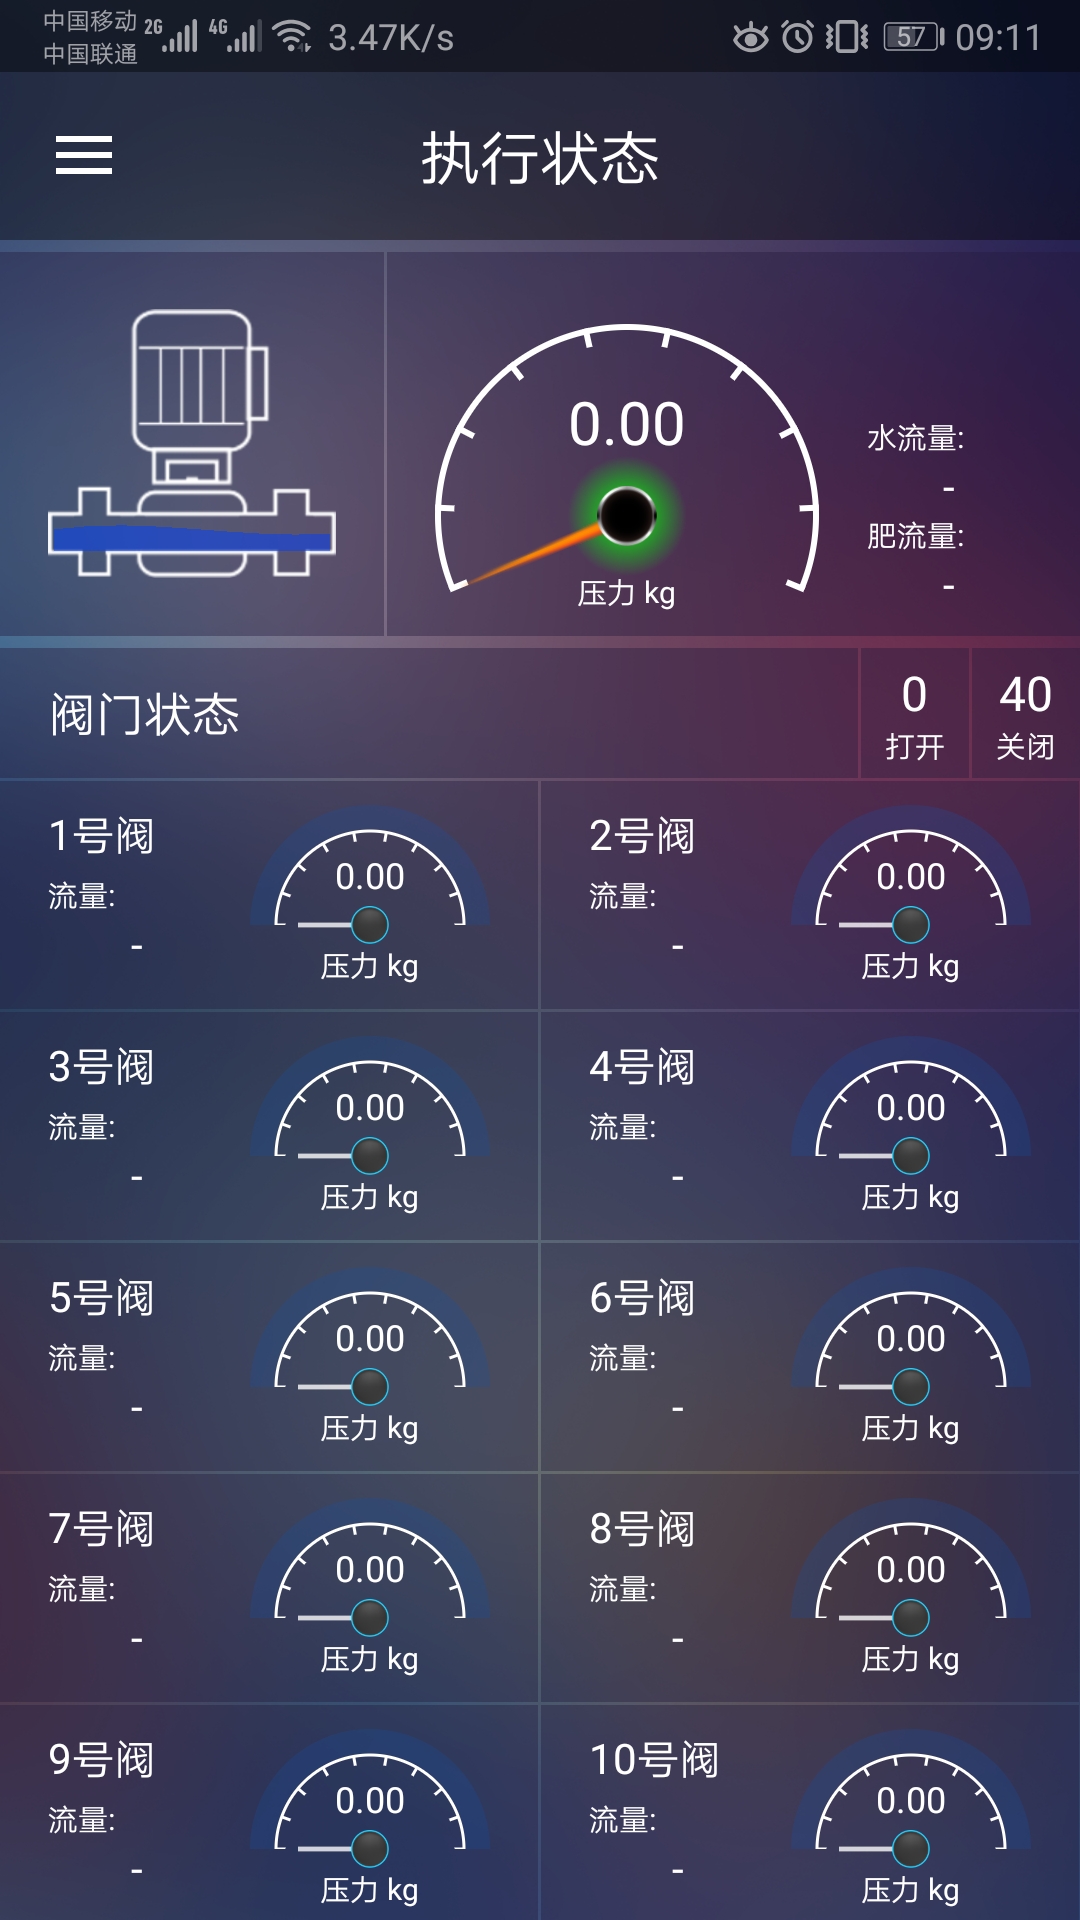 中国移动 2G 4G 3.47K/s 57 09:11
中国联通
执行状态
0.00
压力 kg
水流量:
-
肥流量:
-
阀门状态
0
打开
40
关闭
1号阀
流量:
-
0.00
压力 kg
2号阀
流量:
-
0.00
压力 kg
3号阀
流量:
-
0.00
压力 kg
4号阀
流量:
-
0.00
压力 kg
5号阀
流量:
-
0.00
压力 kg
6号阀
流量:
-
0.00
压力 kg
7号阀
流量:
-
0.00
压力 kg
8号阀
流量:
-
0.00
压力 kg
9号阀
流量:
-
0.00
压力 kg
10号阀
流量:
-
0.00
压力 kg